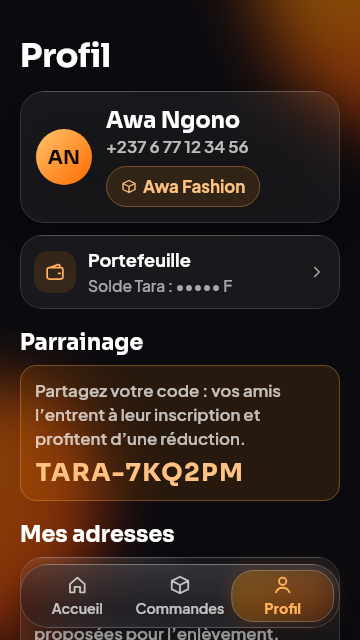 Profil
AN
Awa Ngono
+237 6 77 12 34 56
Awa Fashion
Portefeuille
Solde Tara : ••••• F
Parrainage
Partagez votre code : vos amis
l’entrent à leur inscription et
profitent d’une réduction.
TARA-7KQ2PM
Mes adresses
Accueil
Commandes
Profil
proposées pour l’enlèvement.